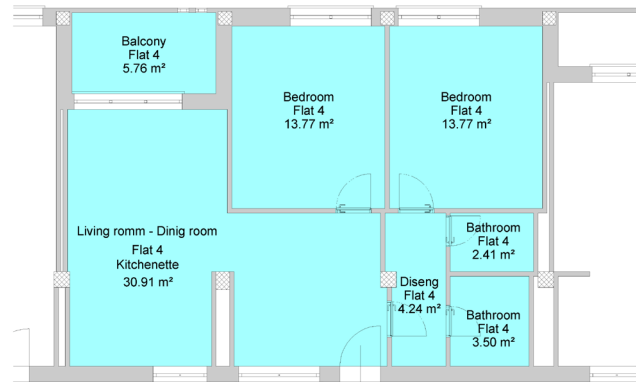 Balcony
Flat 4
5.76 m²
Bedroom
Flat 4
13.77 m²
Bedroom
Flat 4
13.77 m²
Living romm - Dinig room
Flat 4
Kitchenette
30.91 m²
Bathroom
Flat 4
2.41 m²
Diseng
Flat 4
4.24 m²
Bathroom
Flat 4
3.50 m²